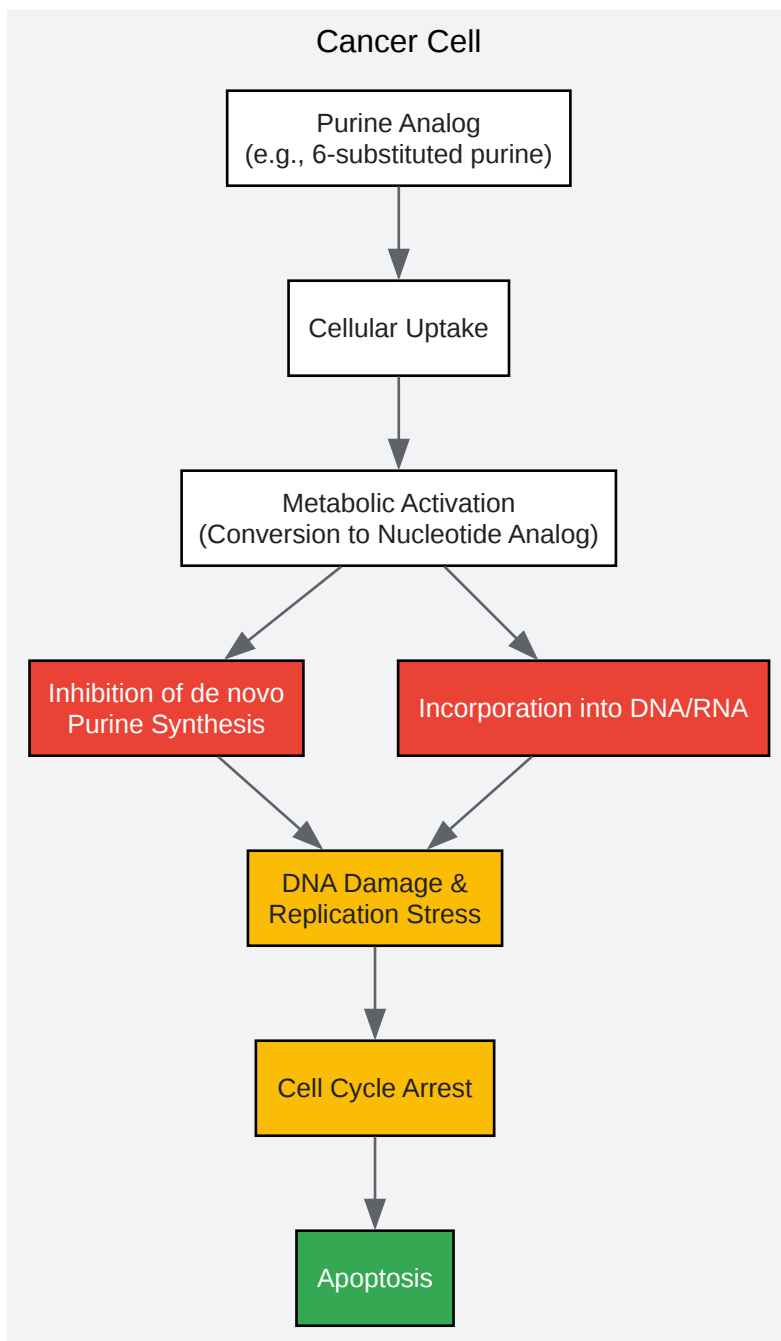 Cancer Cell
Purine Analog
(e.g., 6-substituted purine)
Cellular Uptake
Metabolic Activation
(Conversion to Nucleotide Analog)
Inhibition of de novo
Purine Synthesis
Incorporation into DNA/RNA
DNA Damage &
Replication Stress
Cell Cycle Arrest
Apoptosis